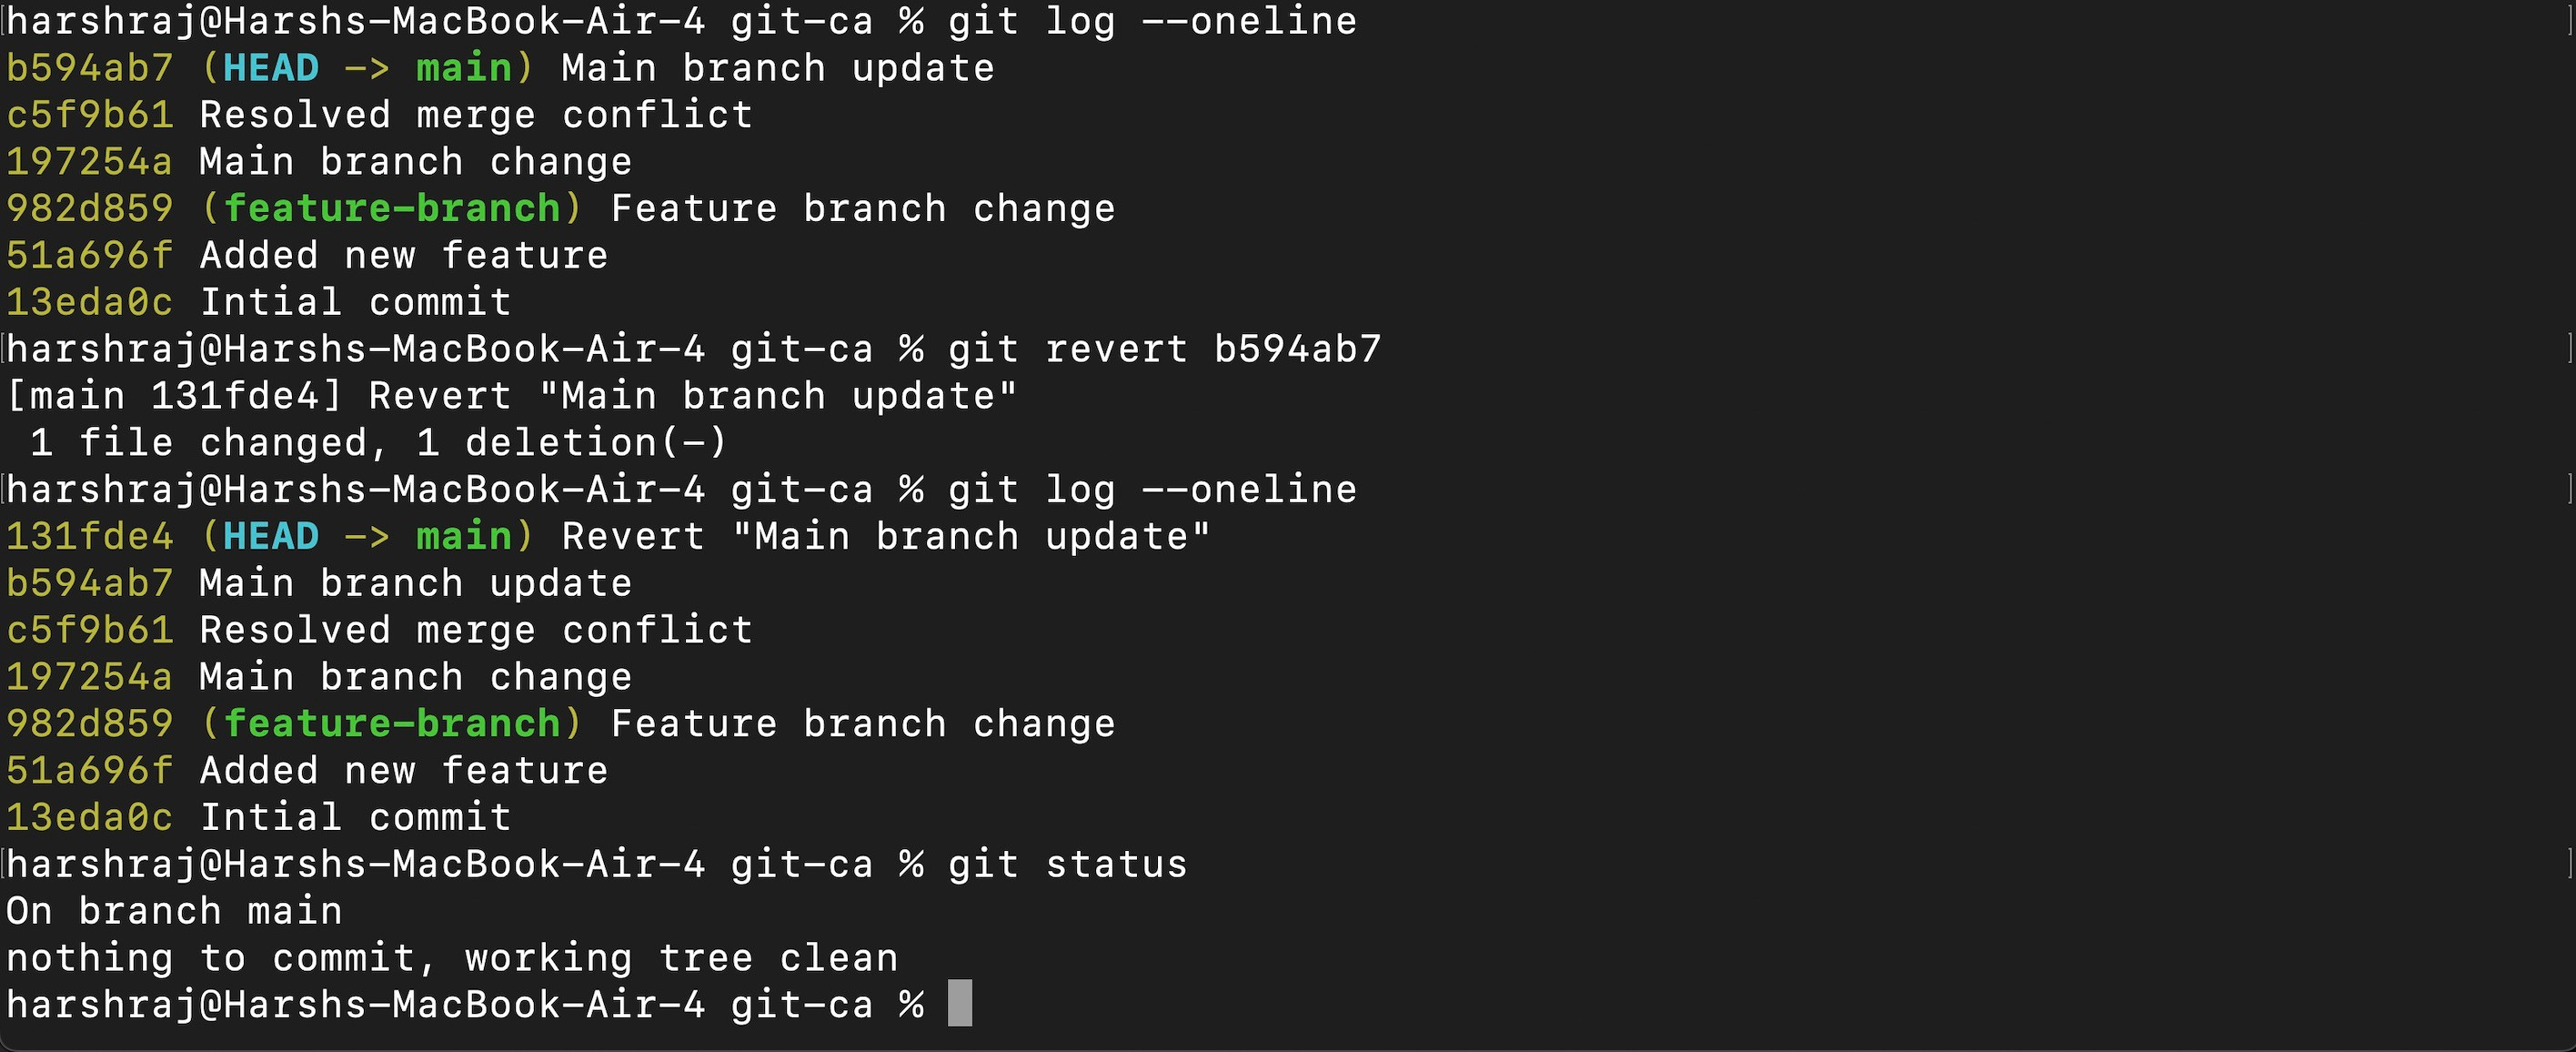 harshraj@Harshs-MacBook-Air-4 git-ca % git log --oneline
b594ab7 (HEAD -> main) Main branch update
c5f9b61 Resolved merge conflict
197254a Main branch change
982d859 (feature-branch) Feature branch change
51a696f Added new feature
13eda0c Intial commit
harshraj@Harshs-MacBook-Air-4 git-ca % git revert b594ab7
[main 131fde4] Revert "Main branch update"
 1 file changed, 1 deletion(-)
harshraj@Harshs-MacBook-Air-4 git-ca % git log --oneline
131fde4 (HEAD -> main) Revert "Main branch update"
b594ab7 Main branch update
c5f9b61 Resolved merge conflict
197254a Main branch change
982d859 (feature-branch) Feature branch change
51a696f Added new feature
13eda0c Intial commit
harshraj@Harshs-MacBook-Air-4 git-ca % git status
On branch main
nothing to commit, working tree clean
harshraj@Harshs-MacBook-Air-4 git-ca %